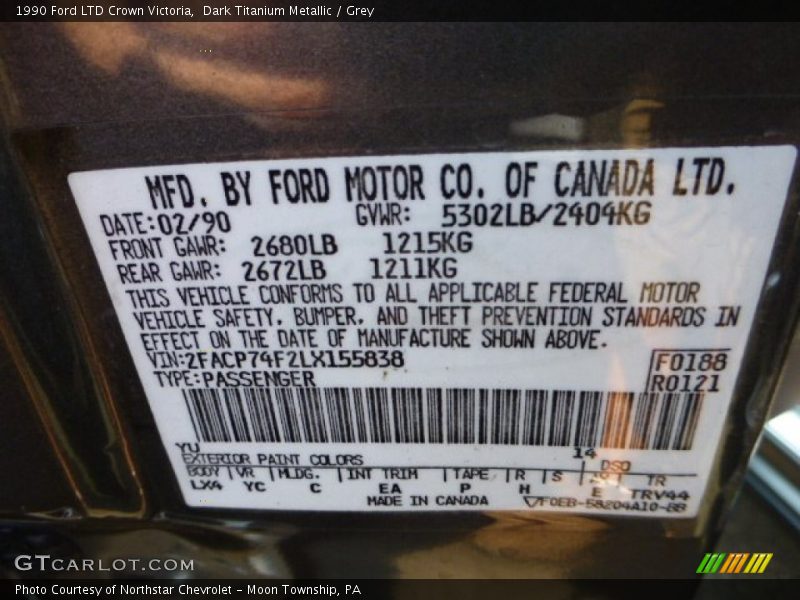 1990 Ford LTD Crown Victoria, Dark Titanium Metallic / Grey
MFD. BY FORD MOTOR CO. OF CANADA LTD.
DATE: 02/90 GVWR: 5302LB/2404KG
FRONT GAWR: 2680LB 1215KG
REAR GAWR: 2672LB 1211KG
THIS VEHICLE CONFORMS TO ALL APPLICABLE FEDERAL MOTOR
VEHICLE SAFETY, BUMPER, AND THEFT PREVENTION STANDARDS IN
EFFECT ON THE DATE OF MANUFACTURE SHOWN ABOVE.
VIN: 2FACP74F2LX155838 F0188
TYPE: PASSENGER R0121
YU 14
EXTERIOR PAINT COLORS DSO
BODY VR MLDG. INT TRIM TAPE R S AX TR
LX4 YC C EA P H E TRV44
MADE IN CANADA F0EB-58204A10-BB
GTCARLOT.COM
Photo Courtesy of Northstar Chevrolet - Moon Township, PA